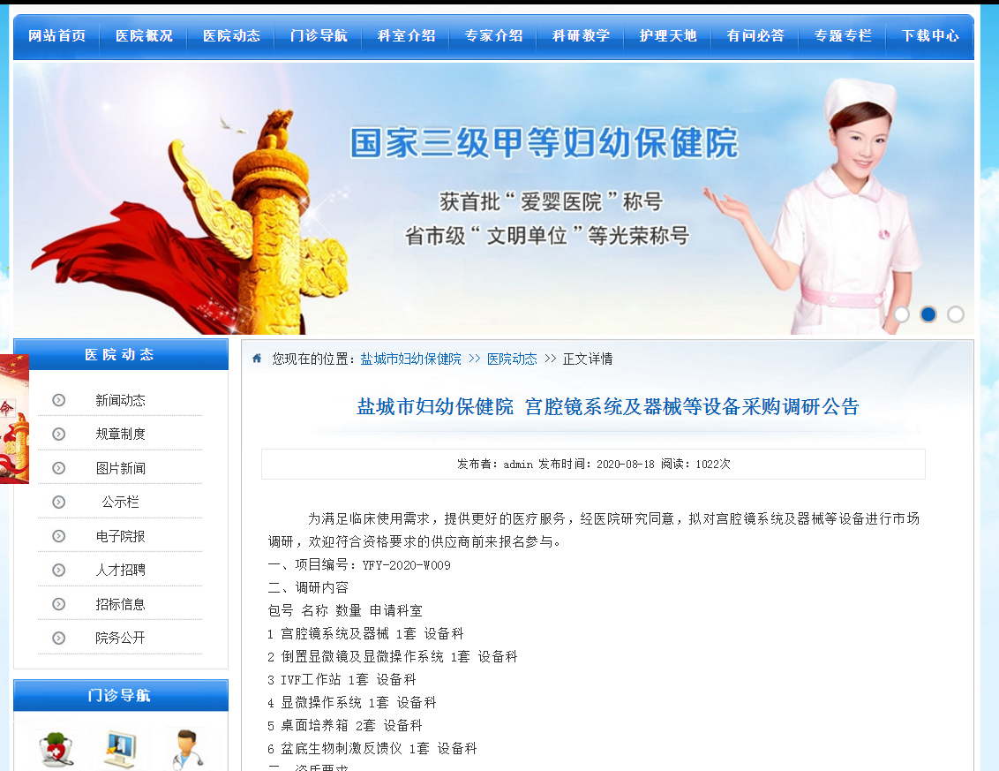 网站首页 医院概况 医院动态 门诊导航 科室介绍 专家介绍 科研教学 护理天地 有问必答 专题专栏 下载中心
国家三级甲等妇幼保健院
获首批“爱婴医院”称号
省市级“文明单位”等光荣称号
医院动态
新闻动态
规章制度
图片新闻
公示栏
电子院报
人才招聘
招标信息
院务公开
门诊导航
命
您现在的位置：盐城市妇幼保健院 >> 医院动态 >> 正文详情
盐城市妇幼保健院 宫腔镜系统及器械等设备采购调研公告
发布者：admin 发布时间：2020-08-18 阅读：1022次
为满足临床使用需求，提供更好的医疗服务，经医院研究同意，拟对宫腔镜系统及器械等设备进行市场
调研，欢迎符合资格要求的供应商前来报名参与。
一、项目编号：YFY-2020-W009
二、调研内容
包号 名称 数量 申请科室
1 宫腔镜系统及器械 1套 设备科
2 倒置显微镜及显微操作系统 1套 设备科
3 IVF工作站 1套 设备科
4 显微操作系统 1套 设备科
5 桌面培养箱 2套 设备科
6 盆底生物刺激反馈仪 1套 设备科